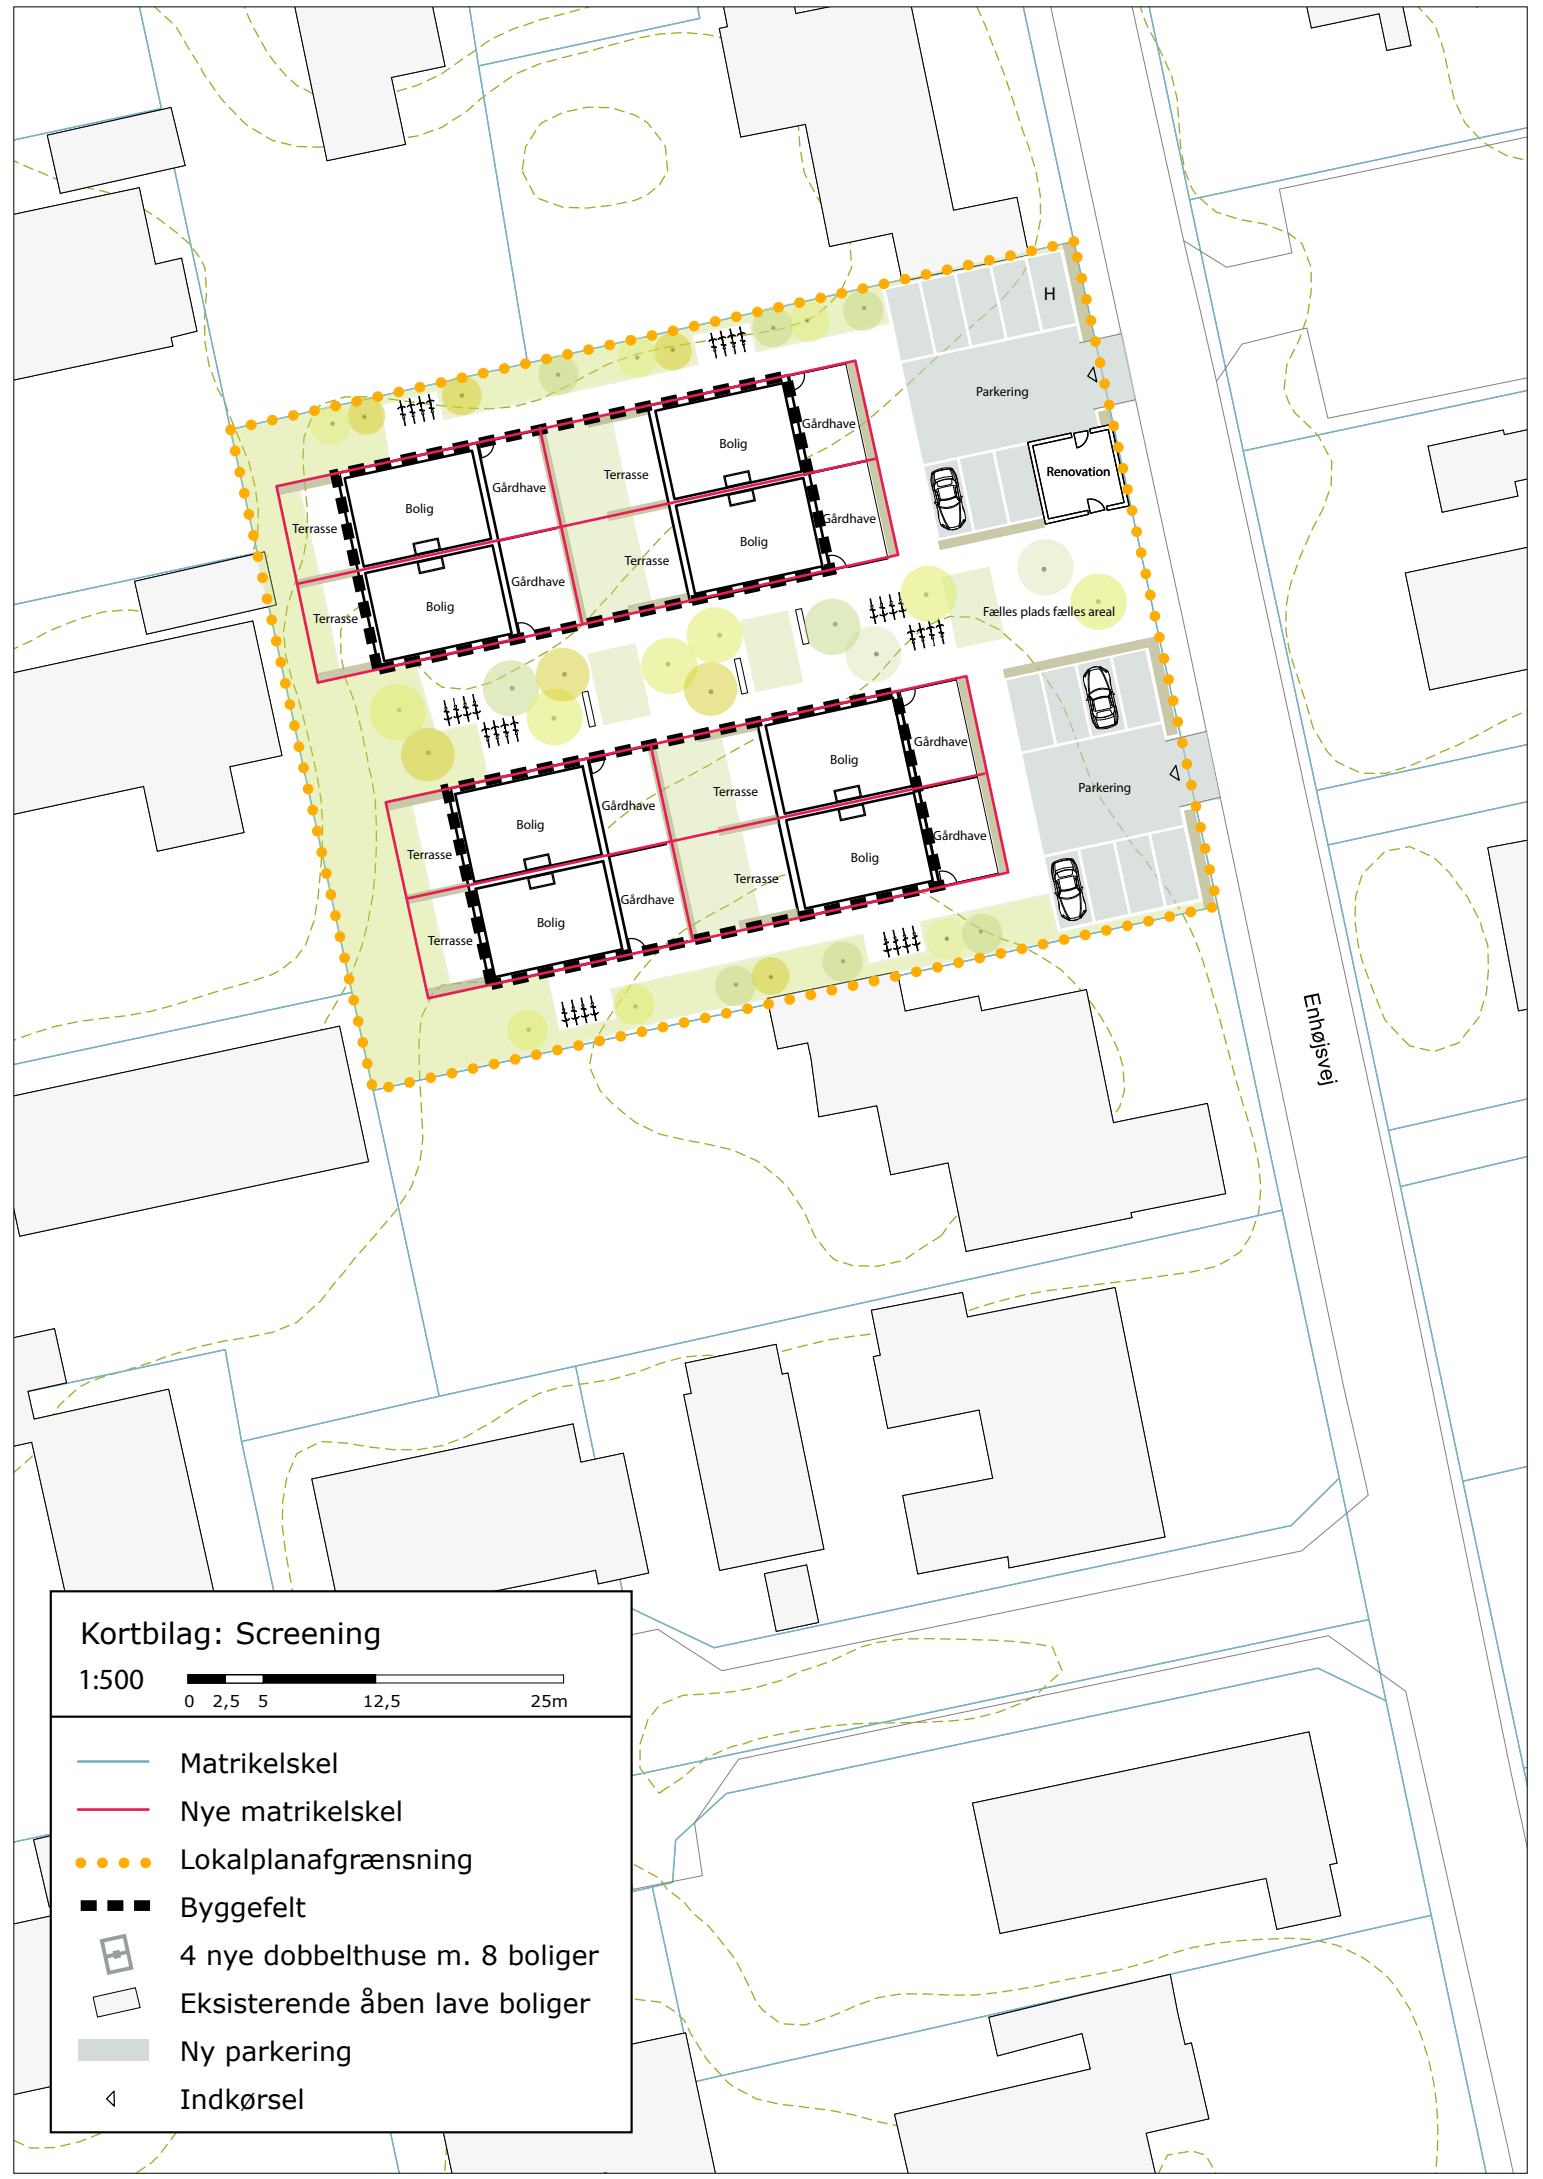 H
Parkering
Gårdhave
Bolig
Renovation
Terrasse
Gårdhave
Bolig
Gårdhave
Terrasse
Bolig
Terrasse
Gårdhave
Bolig
Terrasse
Fælles plads fælles areal
Gårdhave
Bolig
Parkering
Terrasse
Gårdhave
Bolig
Gårdhave
Terrasse
Bolig
Terrasse
Gårdhave
Bolig
Terrasse
Enhøjsvej
Kortbilag: Screening
1:500
0 2,5 5 12,5 25m
Matrikelskel
Nye matrikelskel
Lokalplanafgrænsning
Byggefelt
4 nye dobbelthuse m. 8 boliger
Eksisterende åben lave boliger
Ny parkering
Indkørsel